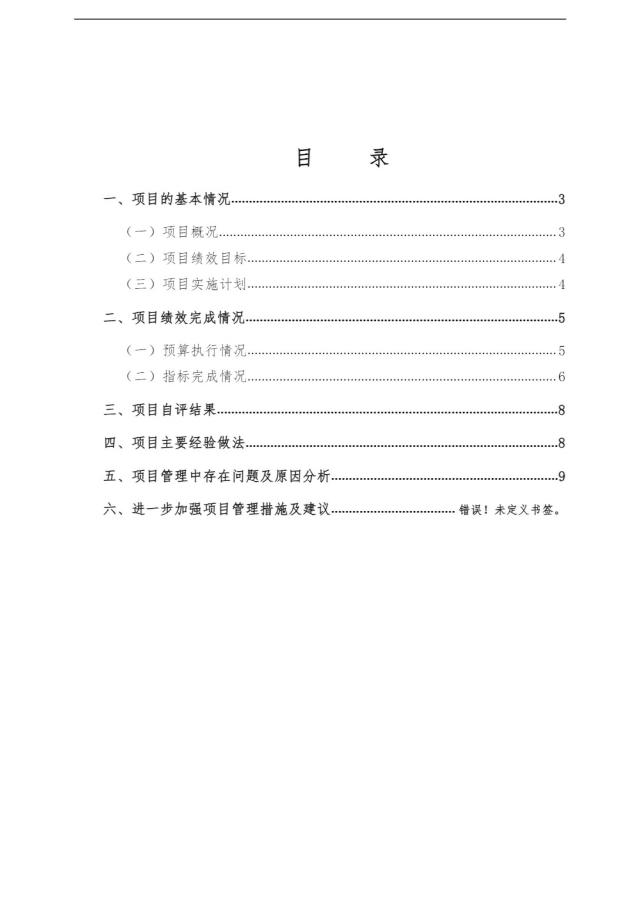 目 录
一、项目的基本情况........................................3
（一）项目概况........................................3
（二）项目绩效目标........................................4
（三）项目实施计划........................................4
二、项目绩效完成情况........................................5
（一）预算执行情况........................................5
（二）指标完成情况........................................6
三、项目自评结果........................................8
四、项目主要经验做法........................................8
五、项目管理中存在问题及原因分析........................................9
六、进一步加强项目管理措施及建议.................................. 错误！未定义书签。